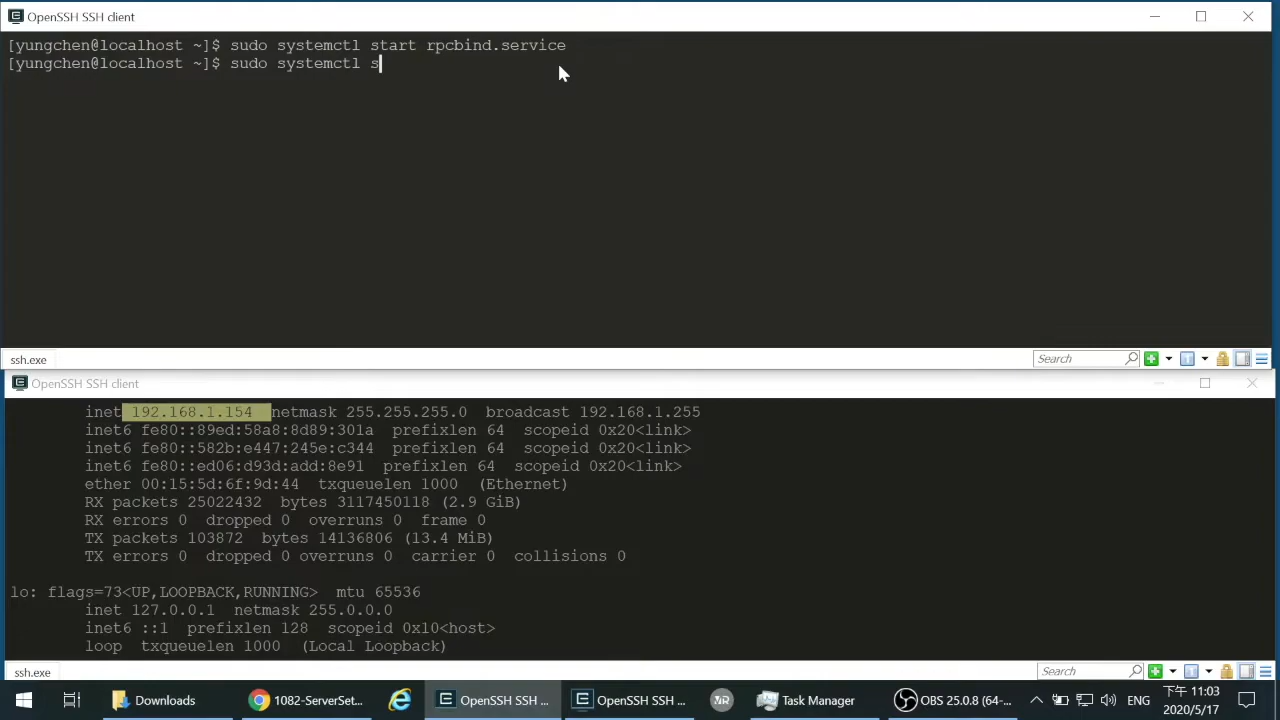 OpenSSH SSH client
[yungchen@localhost ~]$ sudo systemctl start rpcbind.service
[yungchen@localhost ~]$ sudo systemctl s
ssh.exe
Search
OpenSSH SSH client
inet 192.168.1.154 netmask 255.255.255.0 broadcast 192.168.1.255
inet6 fe80::89ed:58a8:8d89:301a prefixlen 64 scopeid 0x20<link>
inet6 fe80::582b:e447:245e:c344 prefixlen 64 scopeid 0x20<link>
inet6 fe80::ed06:d93d:add:8e91 prefixlen 64 scopeid 0x20<link>
ether 00:15:5d:6f:9d:44 txqueuelen 1000 (Ethernet)
RX packets 25022432 bytes 3117450118 (2.9 GiB)
RX errors 0 dropped 0 overruns 0 frame 0
TX packets 103872 bytes 14136806 (13.4 MiB)
TX errors 0 dropped 0 overruns 0 carrier 0 collisions 0
lo: flags=73<UP,LOOPBACK,RUNNING> mtu 65536
inet 127.0.0.1 netmask 255.0.0.0
inet6 ::1 prefixlen 128 scopeid 0x10<host>
loop txqueuelen 1000 (Local Loopback)
ssh.exe
Search
Downloads
1082-ServerSet...
OpenSSH SSH ...
OpenSSH SSH ...
Task Manager
OBS 25.0.8 (64-...
ENG
下午 11:03
2020/5/17